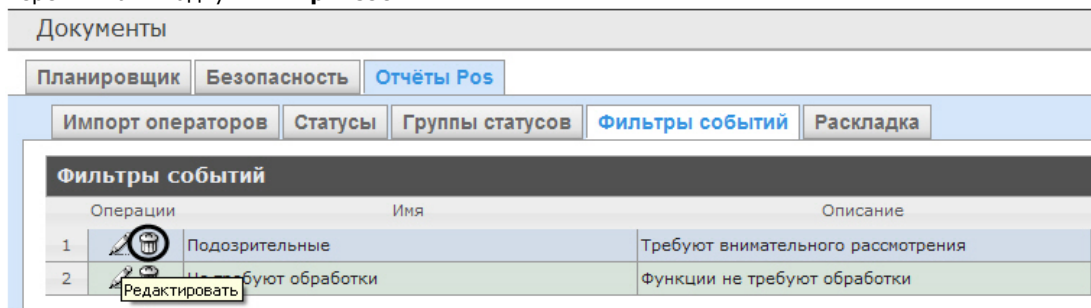 Документы
Планировщик Безопасность Отчёты Pos
Импорт операторов Статусы Группы статусов Фильтры событий Раскладка
Фильтры событий
Операции Имя Описание
1 Подозрительные Требуют внимательного рассмотрения
2 обработки Функции не требуют обработки
Редактировать